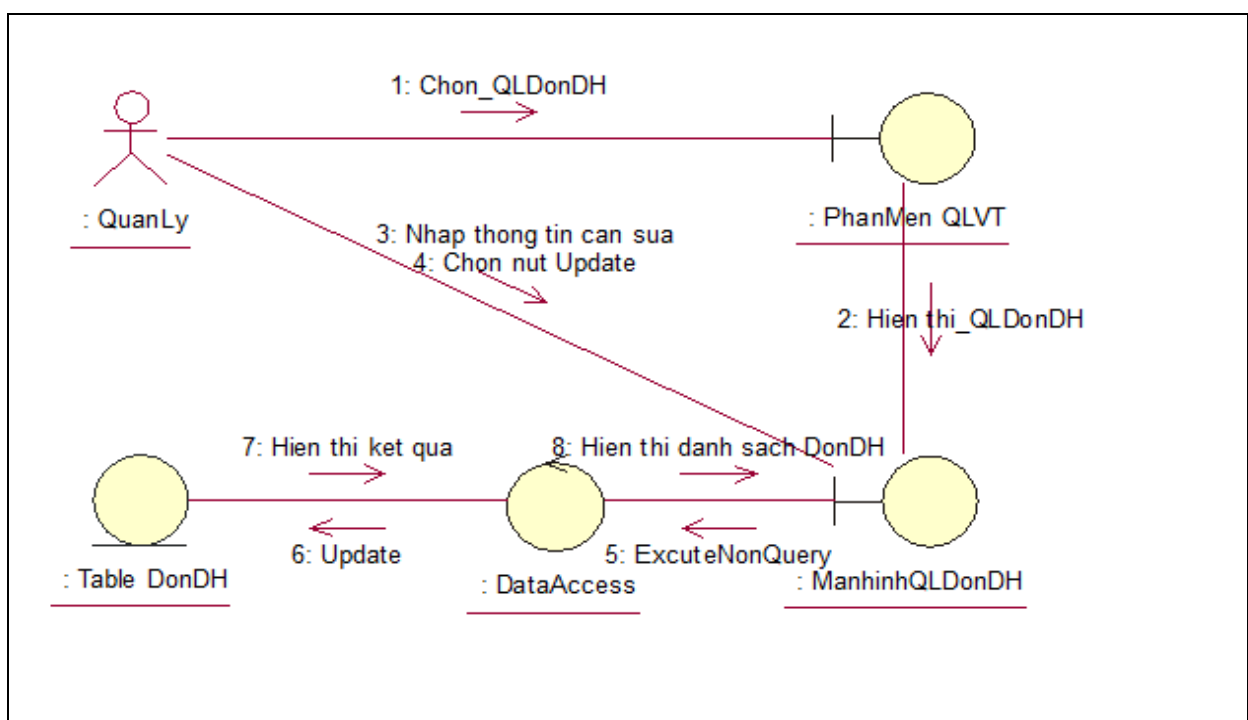 1: Chon_QLDonDH
: QuanLy
: PhanMen QLVT
3: Nhap thong tin can sua
4: Chon nut Update
2: Hien thi_QLDonDH
7: Hien thi ket qua
8: Hien thi danh sach DonDH
6: Update
5: ExcuteNonQuery
: Table DonDH
: DataAccess
: ManhinhQLDonDH